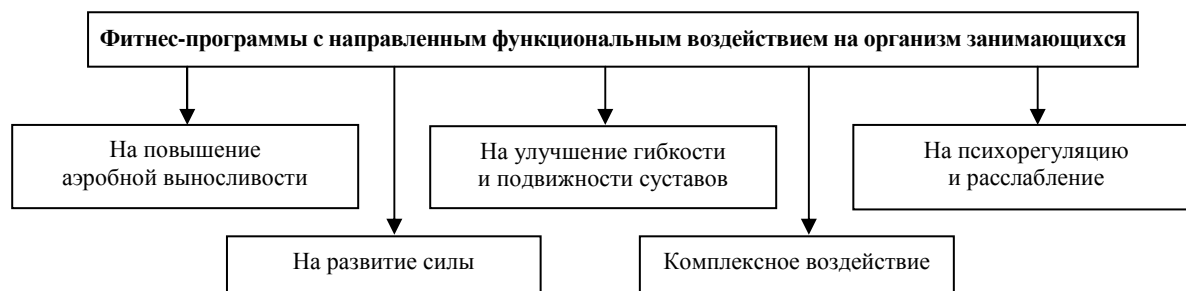 Фитнес-программы с направленным функциональным воздействием на организм занимающихся
На повышение
аэробной выносливости
На улучшение гибкости
и подвижности суставов
На психорегуляцию
и расслабление
На развитие силы
Комплексное воздействие